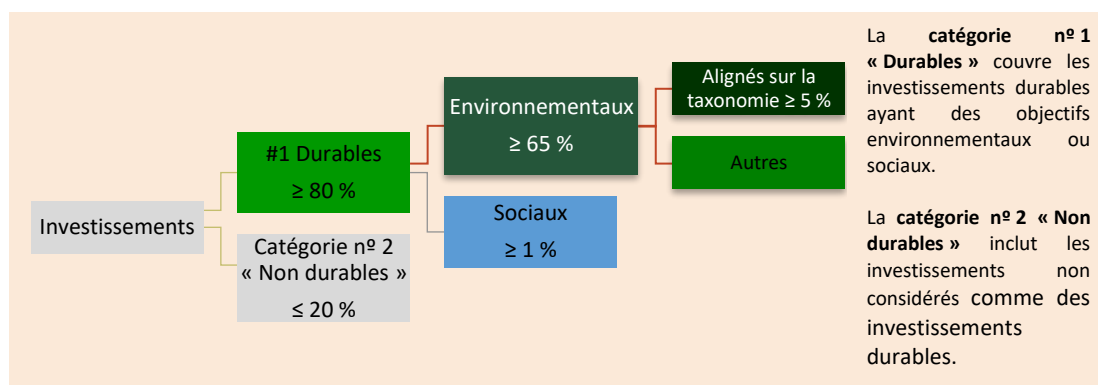 Investissements
#1 Durables
≥ 80 %
Catégorie nº 2
« Non durables »
≤ 20 %
Environnementaux
≥ 65 %
Sociaux
≥ 1 %
Alignés sur la
taxonomie ≥ 5 %
Autres
La catégorie nº 1
« Durables » couvre les
investissements durables
ayant des objectifs
environnementaux ou
sociaux.
La catégorie nº 2 « Non
durables » inclut les
investissements non
considérés comme des
investissements
durables.